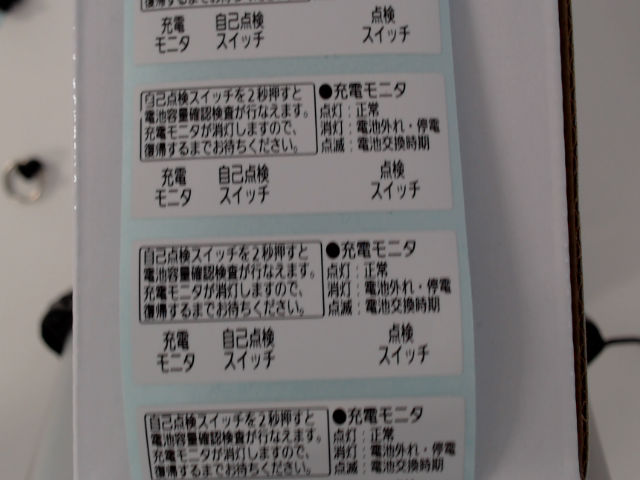 復帰するまでお待ちください。
充電 自己点検 点検
モニタ スイッチ スイッチ
自己点検スイッチを2秒押すと
電池容量確認検査が行なえます。
充電モニタが消灯しますので、
復帰するまでお待ちください。
●充電モニタ
点灯：正常
消灯：電池外れ・停電
点滅：電池交換時期
充電 自己点検 点検
モニタ スイッチ スイッチ
自己点検スイッチを2秒押すと
電池容量確認検査が行なえます。
充電モニタが消灯しますので、
復帰するまでお待ちください。
●充電モニタ
点灯：正常
消灯：電池外れ・停電
点滅：電池交換時期
充電 自己点検 点検
モニタ スイッチ スイッチ
自己点検スイッチを2秒押すと
電池容量確認検査が行なえます。
充電モニタが消灯しますので、
復帰するまでお待ちください。
●充電モニタ
点灯：正常
消灯：電池外れ・停電
点滅：電池交換時期